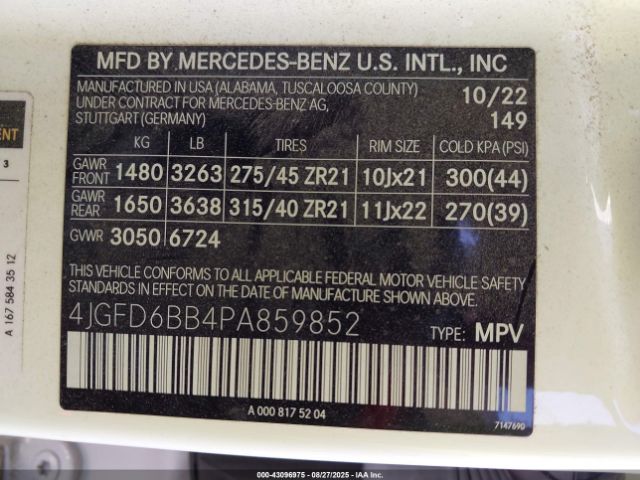 MFD BY MERCEDES-BENZ U.S. INTL., INC
MANUFACTURED IN USA (ALABAMA, TUSCALOOSA COUNTY) 10/22
UNDER CONTRACT FOR MERCEDES-BENZ AG,
STUTTGART (GERMANY) 149
KG LB TIRES RIM SIZE COLD KPA (PSI)
GAWR FRONT 1480 3263 275/45 ZR21 10Jx21 300(44)
GAWR REAR 1650 3638 315/40 ZR21 11Jx22 270(39)
GVWR 3050 6724
THIS VEHICLE CONFORMS TO ALL APPLICABLE FEDERAL MOTOR VEHICLE SAFETY
STANDARDS IN EFFECT ON THE DATE OF MANUFACTURE SHOWN ABOVE.
4JGFD6BB4PA859852 TYPE: MPV
A 000 817 52 04
7147690
ENT
3
A 167 584 35 12
000-43096975 - 08/27/2025 - IAA Inc.